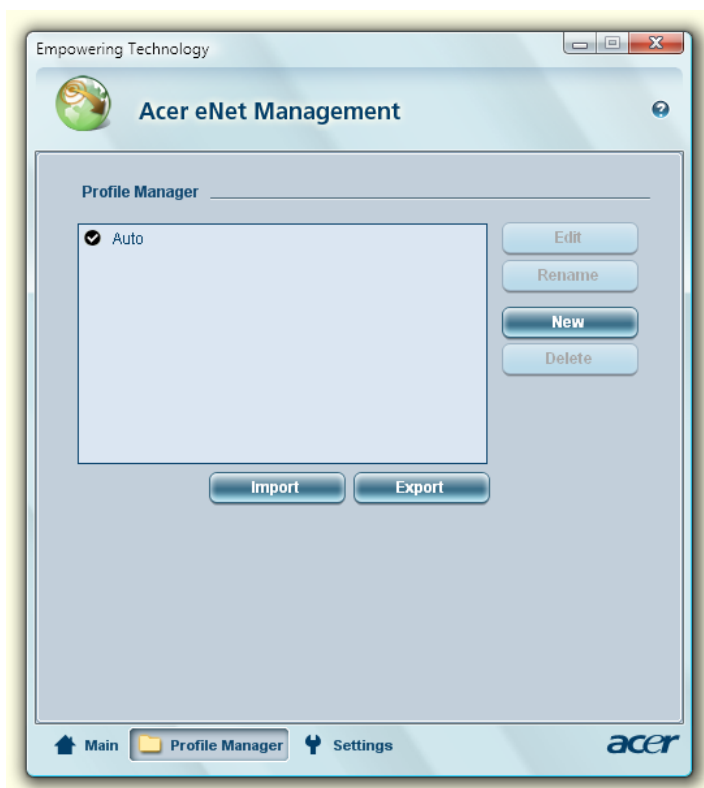 Empowering Technology
Acer eNet Management
Profile Manager
Auto
Edit
Rename
New
Delete
Import Export
Main Profile Manager Settings acer